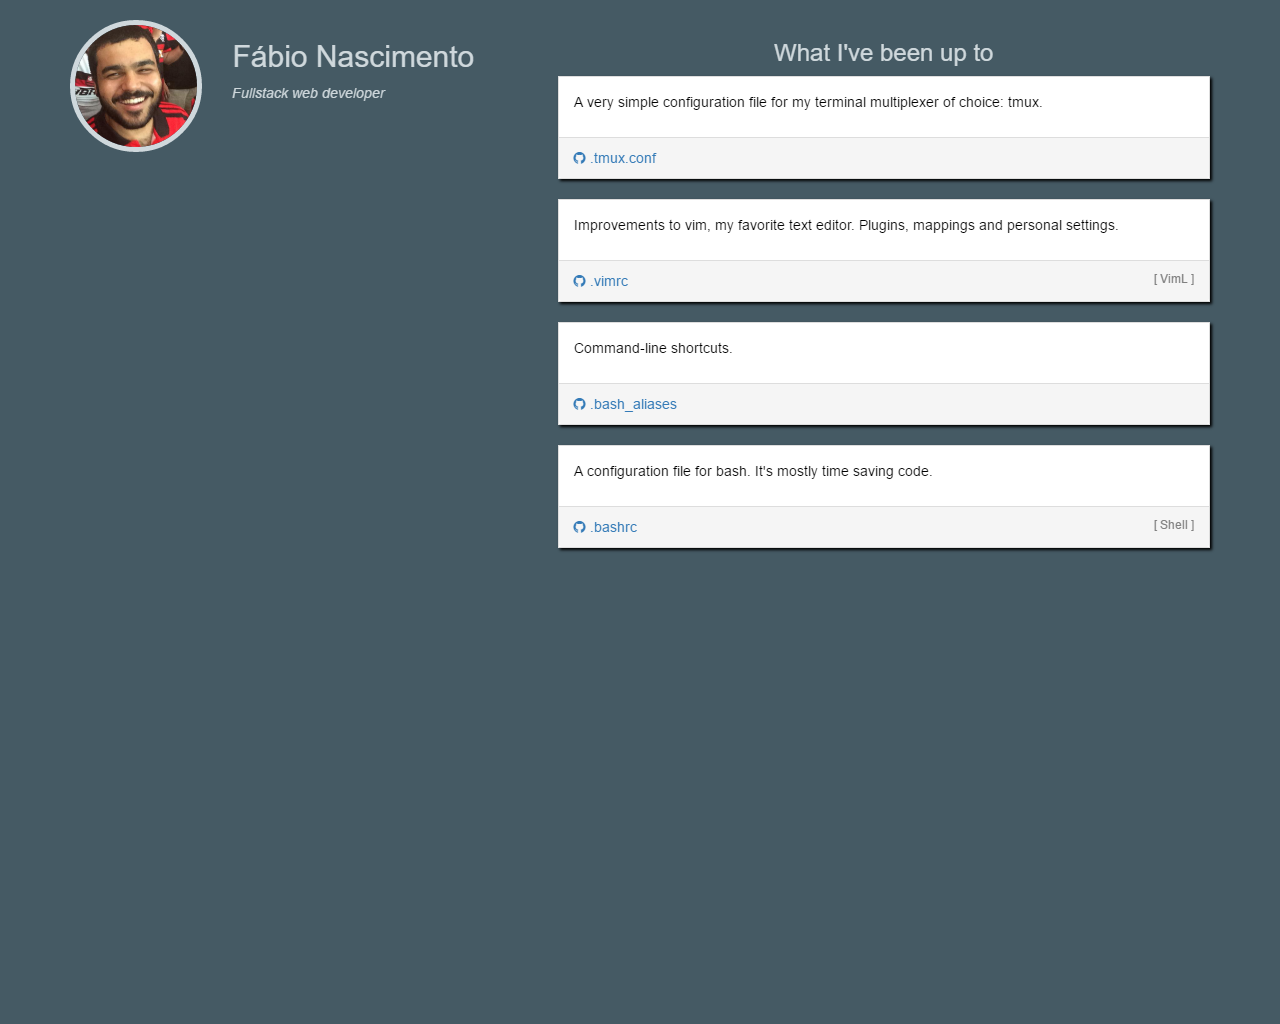 Fábio Nascimento
Fullstack web developer
What I've been up to
A very simple configuration file for my terminal multiplexer of choice: tmux.
.tmux.conf
Improvements to vim, my favorite text editor. Plugins, mappings and personal settings.
.vimrc
[ VimL ]
Command-line shortcuts.
.bash_aliases
A configuration file for bash. It's mostly time saving code.
.bashrc
[ Shell ]